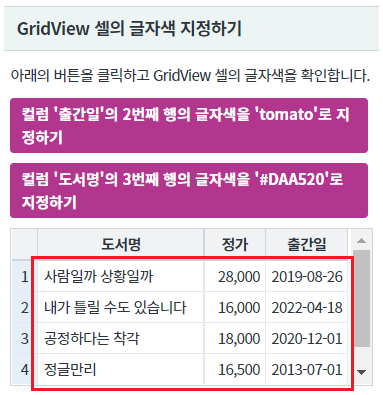 GridView 셀의 글자색 지정하기
아래의 버튼을 클릭하고 GridView 셀의 글자색을 확인합니다.
컬럼 '출간일'의 2번째 행의 글자색을 'tomato'로 지
정하기
컬럼 '도서명'의 3번째 행의 글자색을 '#DAA520'로
지정하기
도서명 정가 출간일
1 사람일까 상황일까 28,000 2019-08-26
2 내가 틀릴 수도 있습니다 16,000 2022-04-18
3 공정하다는 착각 18,000 2020-12-01
4 정글만리 16,500 2013-07-01